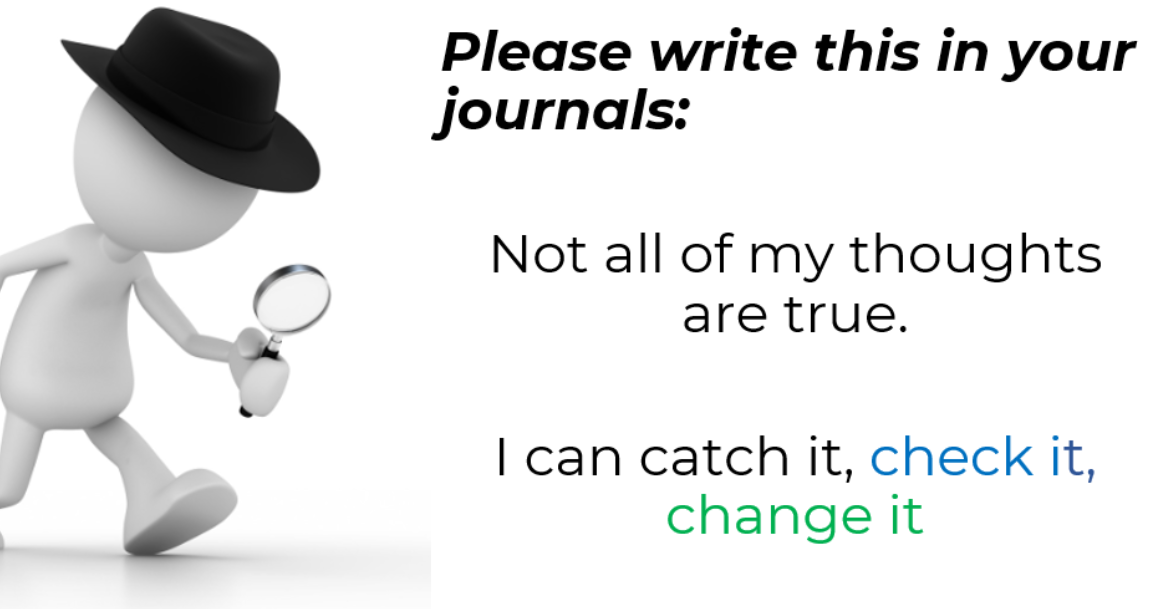 Please write this in your
journals:
Not all of my thoughts
are true.
I can catch it, check it,
change it